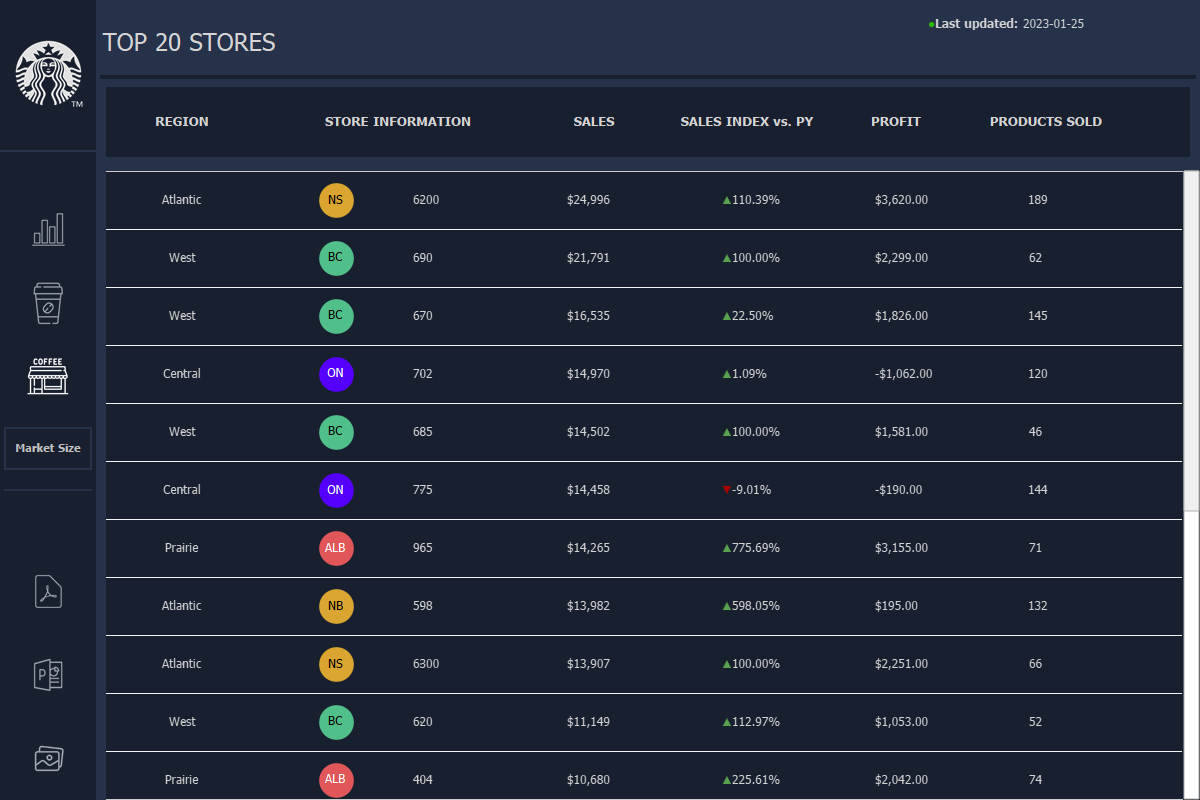 Last updated: 2023-01-25
TOP 20 STORES
TM
REGION STORE INFORMATION SALES SALES INDEX vs. PY PROFIT PRODUCTS SOLD
Atlantic NS 6200 $24,996 ▲110.39% $3,620.00 189
West BC 690 $21,791 ▲100.00% $2,299.00 62
West BC 670 $16,535 ▲22.50% $1,826.00 145
COFFEE
Central ON 702 $14,970 ▲1.09% -$1,062.00 120
West BC 685 $14,502 ▲100.00% $1,581.00 46
Market Size
Central ON 775 $14,458 ▼-9.01% -$190.00 144
Prairie ALB 965 $14,265 ▲775.69% $3,155.00 71
Atlantic NB 598 $13,982 ▲598.05% $195.00 132
Atlantic NS 6300 $13,907 ▲100.00% $2,251.00 66
P
West BC 620 $11,149 ▲112.97% $1,053.00 52
Prairie ALB 404 $10,680 ▲225.61% $2,042.00 74